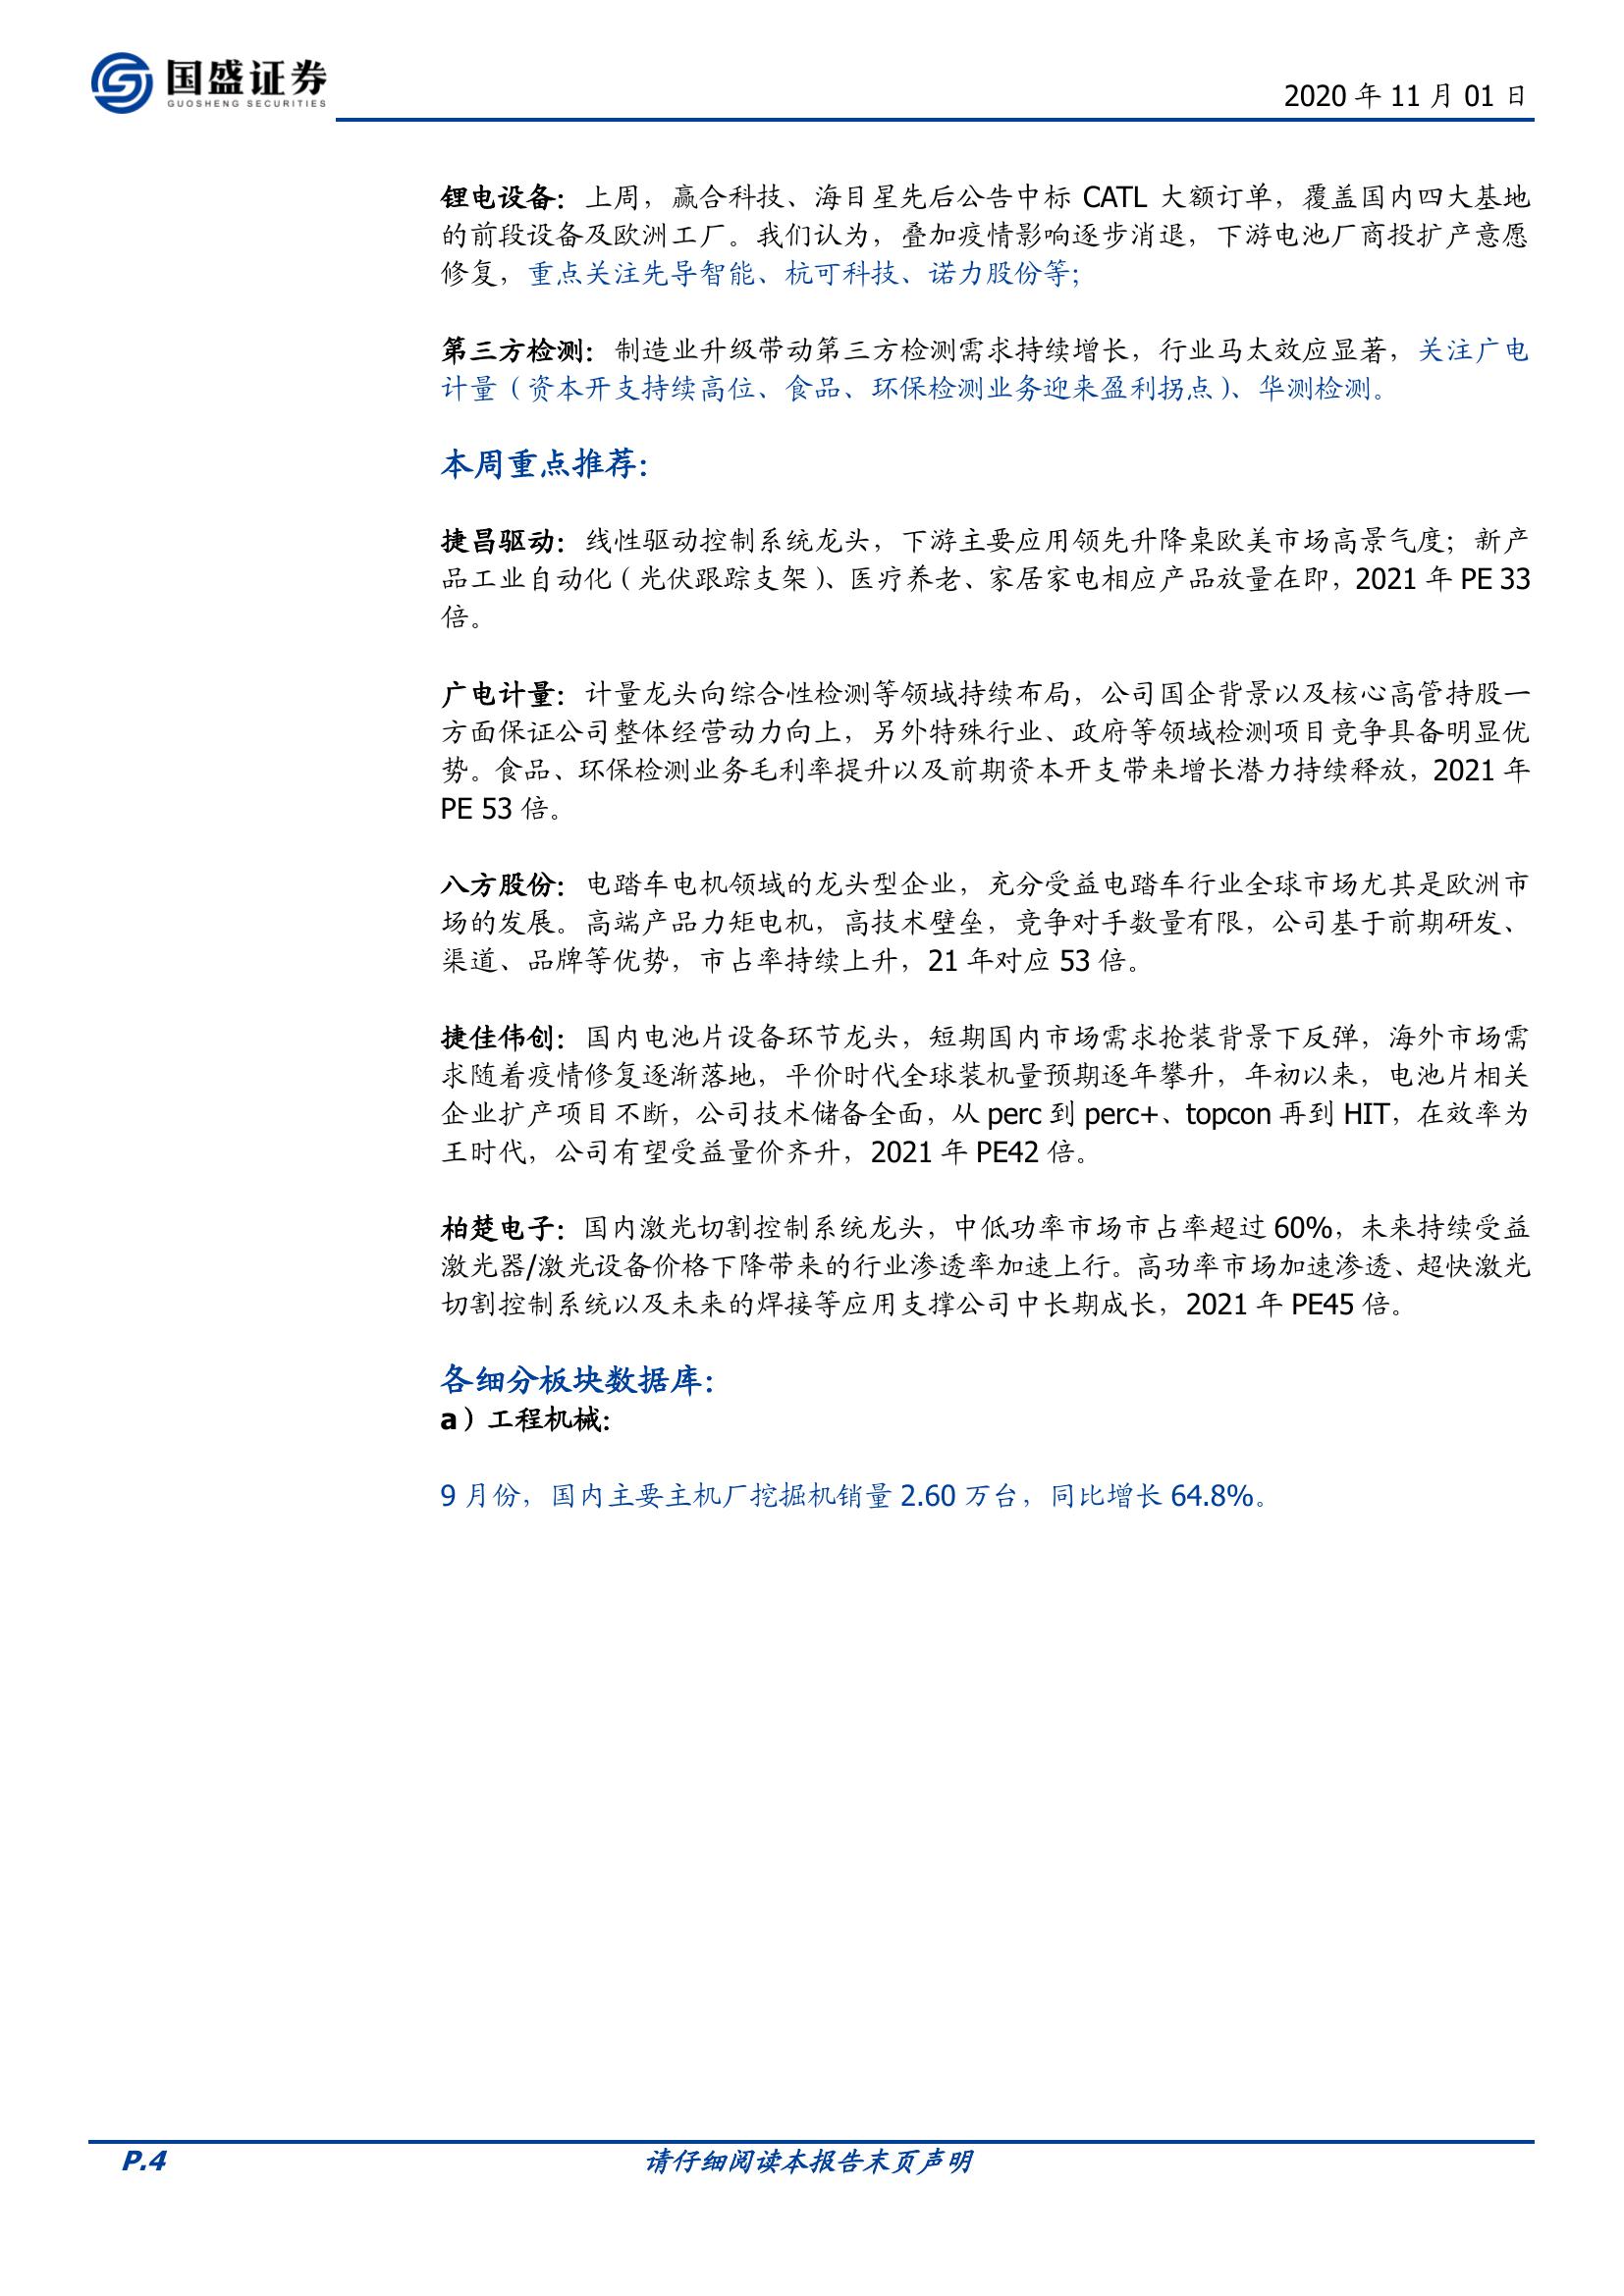 国盛证券
GUOSHENG SECURITIES
2020 年 11 月 01 日
锂电设备：上周，赢合科技、海目星先后公告中标 CATL 大额订单，覆盖国内四大基地
的前段设备及欧洲工厂。我们认为，叠加疫情影响逐步消退，下游电池厂商投扩产意愿
修复，重点关注先导智能、杭可科技、诺力股份等；
第三方检测：制造业升级带动第三方检测需求持续增长，行业马太效应显著，关注广电
计量（资本开支持续高位、食品、环保检测业务迎来盈利拐点）、华测检测。
本周重点推荐：
捷昌驱动：线性驱动控制系统龙头，下游主要应用领先升降桌欧美市场高景气度；新产
品工业自动化（光伏跟踪支架）、医疗养老、家居家电相应产品放量在即，2021 年 PE 33
倍。
广电计量：计量龙头向综合性检测等领域持续布局，公司国企背景以及核心高管持股一
方面保证公司整体经营动力向上，另外特殊行业、政府等领域检测项目竞争具备明显优
势。食品、环保检测业务毛利率提升以及前期资本开支带来增长潜力持续释放，2021 年
PE 53 倍。
八方股份：电踏车电机领域的龙头型企业，充分受益电踏车行业全球市场尤其是欧洲市
场的发展。高端产品力矩电机，高技术壁垒，竞争对手数量有限，公司基于前期研发、
渠道、品牌等优势，市占率持续上升，21 年对应 53 倍。
捷佳伟创：国内电池片设备环节龙头，短期国内市场需求抢装背景下反弹，海外市场需
求随着疫情修复逐渐落地，平价时代全球装机量预期逐年攀升，年初以来，电池片相关
企业扩产项目不断，公司技术储备全面，从 perc 到 perc+、topcon 再到 HIT，在效率为
王时代，公司有望受益量价齐升，2021 年 PE42 倍。
柏楚电子：国内激光切割控制系统龙头，中低功率市场市占率超过 60%，未来持续受益
激光器/激光设备价格下降带来的行业渗透率加速上行。高功率市场加速渗透、超快激光
切割控制系统以及未来的焊接等应用支撑公司中长期成长，2021 年 PE45 倍。
各细分板块数据库：
a）工程机械：
9 月份，国内主要主机厂挖掘机销量 2.60 万台，同比增长 64.8%。
P.4
请仔细阅读本报告末页声明